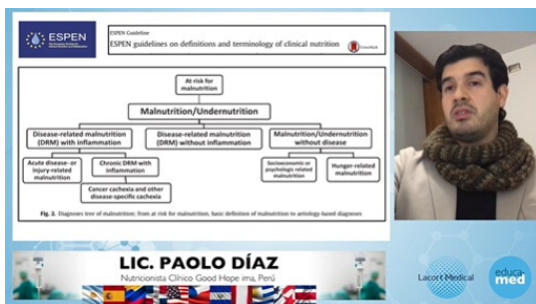 ESPEN
ESPEN Guideline
ESPEN guidelines on definitions and terminology of clinical nutrition
At risk for
malnutrition
Malnutrition/Undernutrition
Disease-related malnutrition
(DRM) with inflammation
Disease-related malnutrition
(DRM) without inflammation
Malnutrition/Undernutrition
without disease
Acute disease- or
injury-related
malnutrition
Chronic DRM with
inflammation
Socioeconomic or
psychologic related
malnutrition
Hunger-related
malnutrition
Cancer cachexia and other
disease-specific cachexia
Fig. 2. Diagnoses tree of malnutrition; from at risk for malnutrition, basic definition of malnutrition to aetiology-based diagnoses
LIC. PAOLO DÍAZ
Nutricionista Clínico Good Hope ima, Perú
Lacort Medical
educa-
med